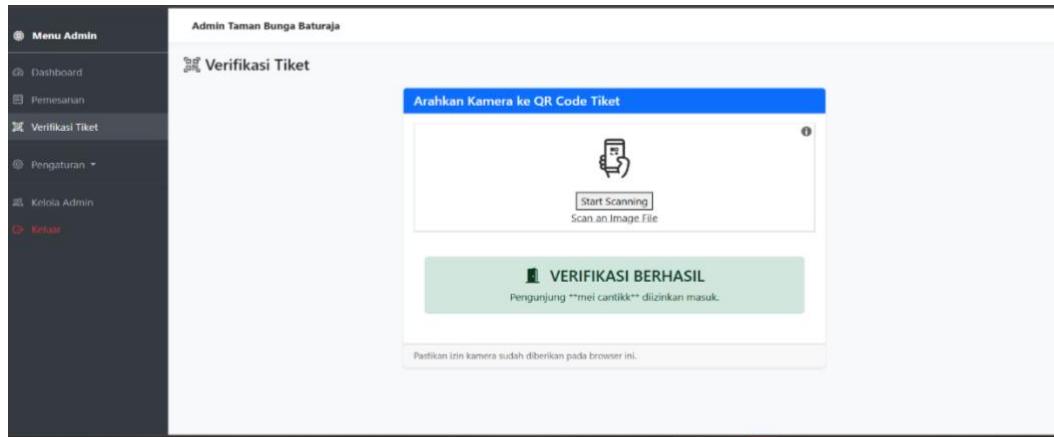 Menu Admin
Dashboard
Pemesanan
Verifikasi Tiket
Pengaturan
Kelola Admin
Keluar
Admin Taman Bunga Baturaja
Verifikasi Tiket
Arahkan Kamera ke QR Code Tiket
Start Scanning
Scan an Image File
VERIFIKASI BERHASIL
Pengunjung **mei cantikk** diizinkan masuk.
Pastikan izin kamera sudah diberikan pada browser ini.